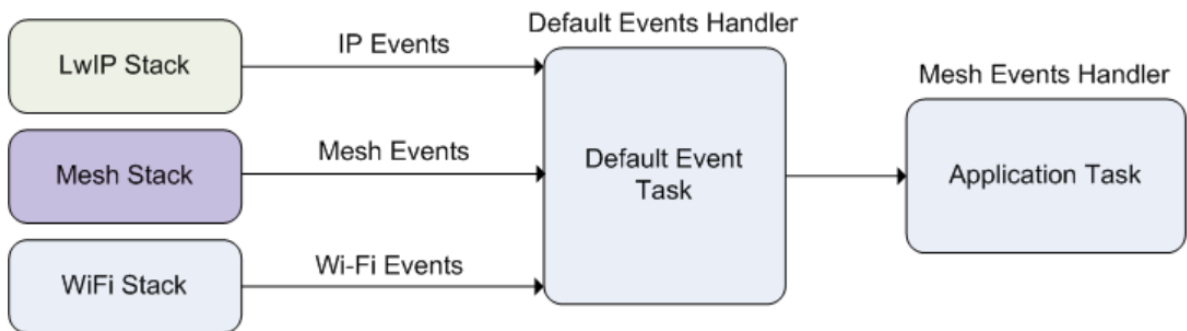 Default Events Handler
IP Events
LwIP Stack
Mesh Events Handler
Mesh Events
Default Event
Task
Mesh Stack
Application Task
Wi-Fi Events
WiFi Stack